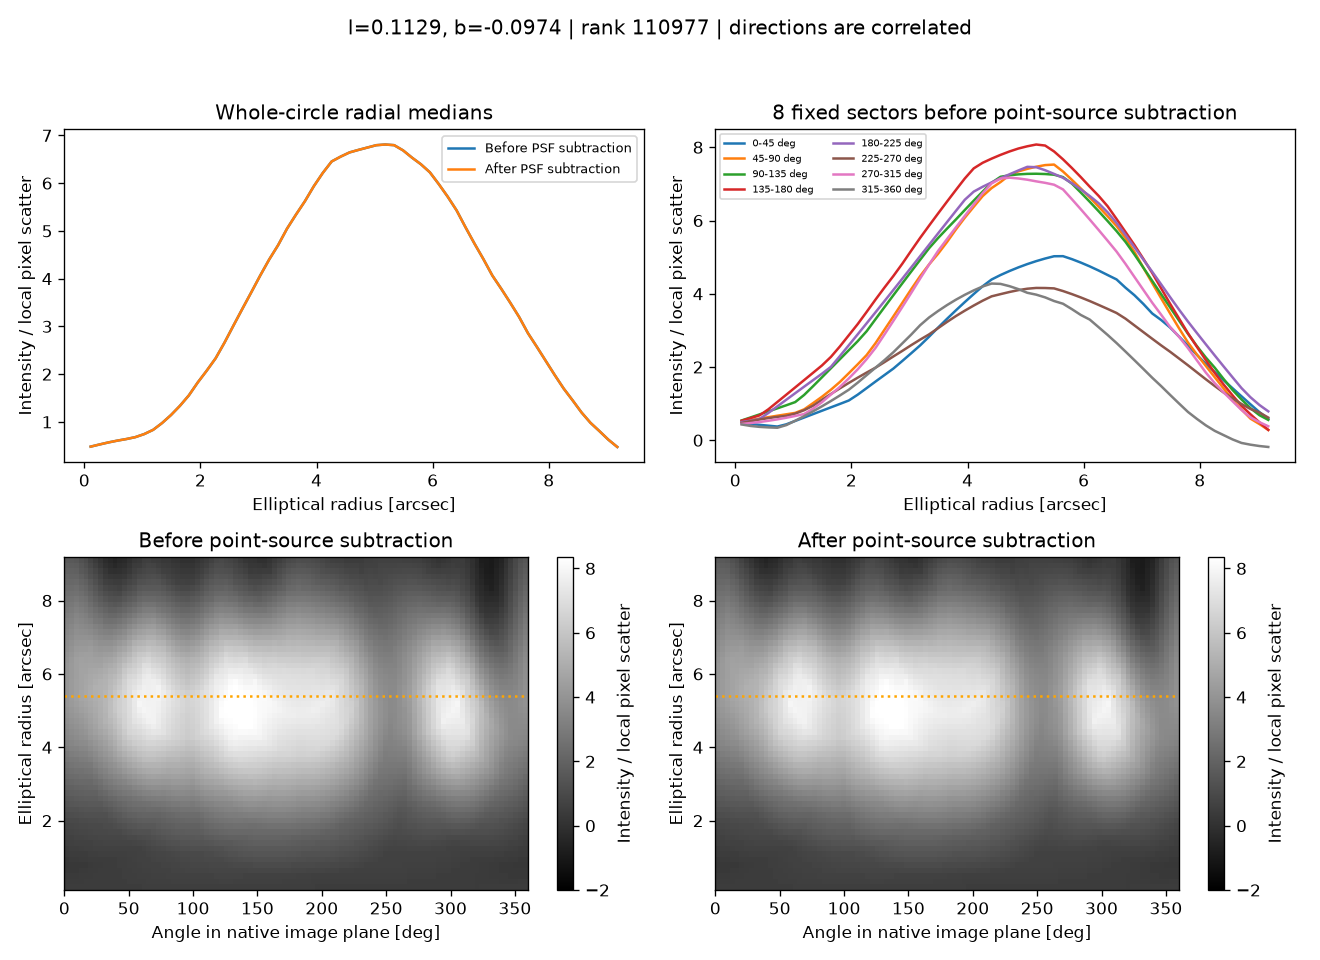 l=0.1129, b=-0.0974 | rank 110977 | directions are correlated
Whole-circle radial medians
Before PSF subtraction
After PSF subtraction
7
6
5
4
3
2
1
0 2 4 6 8
Intensity / local pixel scatter
Elliptical radius [arcsec]
8 fixed sectors before point-source subtraction
0-45 deg
45-90 deg
90-135 deg
135-180 deg
180-225 deg
225-270 deg
270-315 deg
315-360 deg
8
6
4
2
0
0 2 4 6 8
Intensity / local pixel scatter
Elliptical radius [arcsec]
Before point-source subtraction
8
6
4
2
0 50 100 150 200 250 300 350
Elliptical radius [arcsec]
Angle in native image plane [deg]
8
6
4
2
0
−2
Intensity / local pixel scatter
After point-source subtraction
8
6
4
2
0 50 100 150 200 250 300 350
Elliptical radius [arcsec]
Angle in native image plane [deg]
8
6
4
2
0
−2
Intensity / local pixel scatter